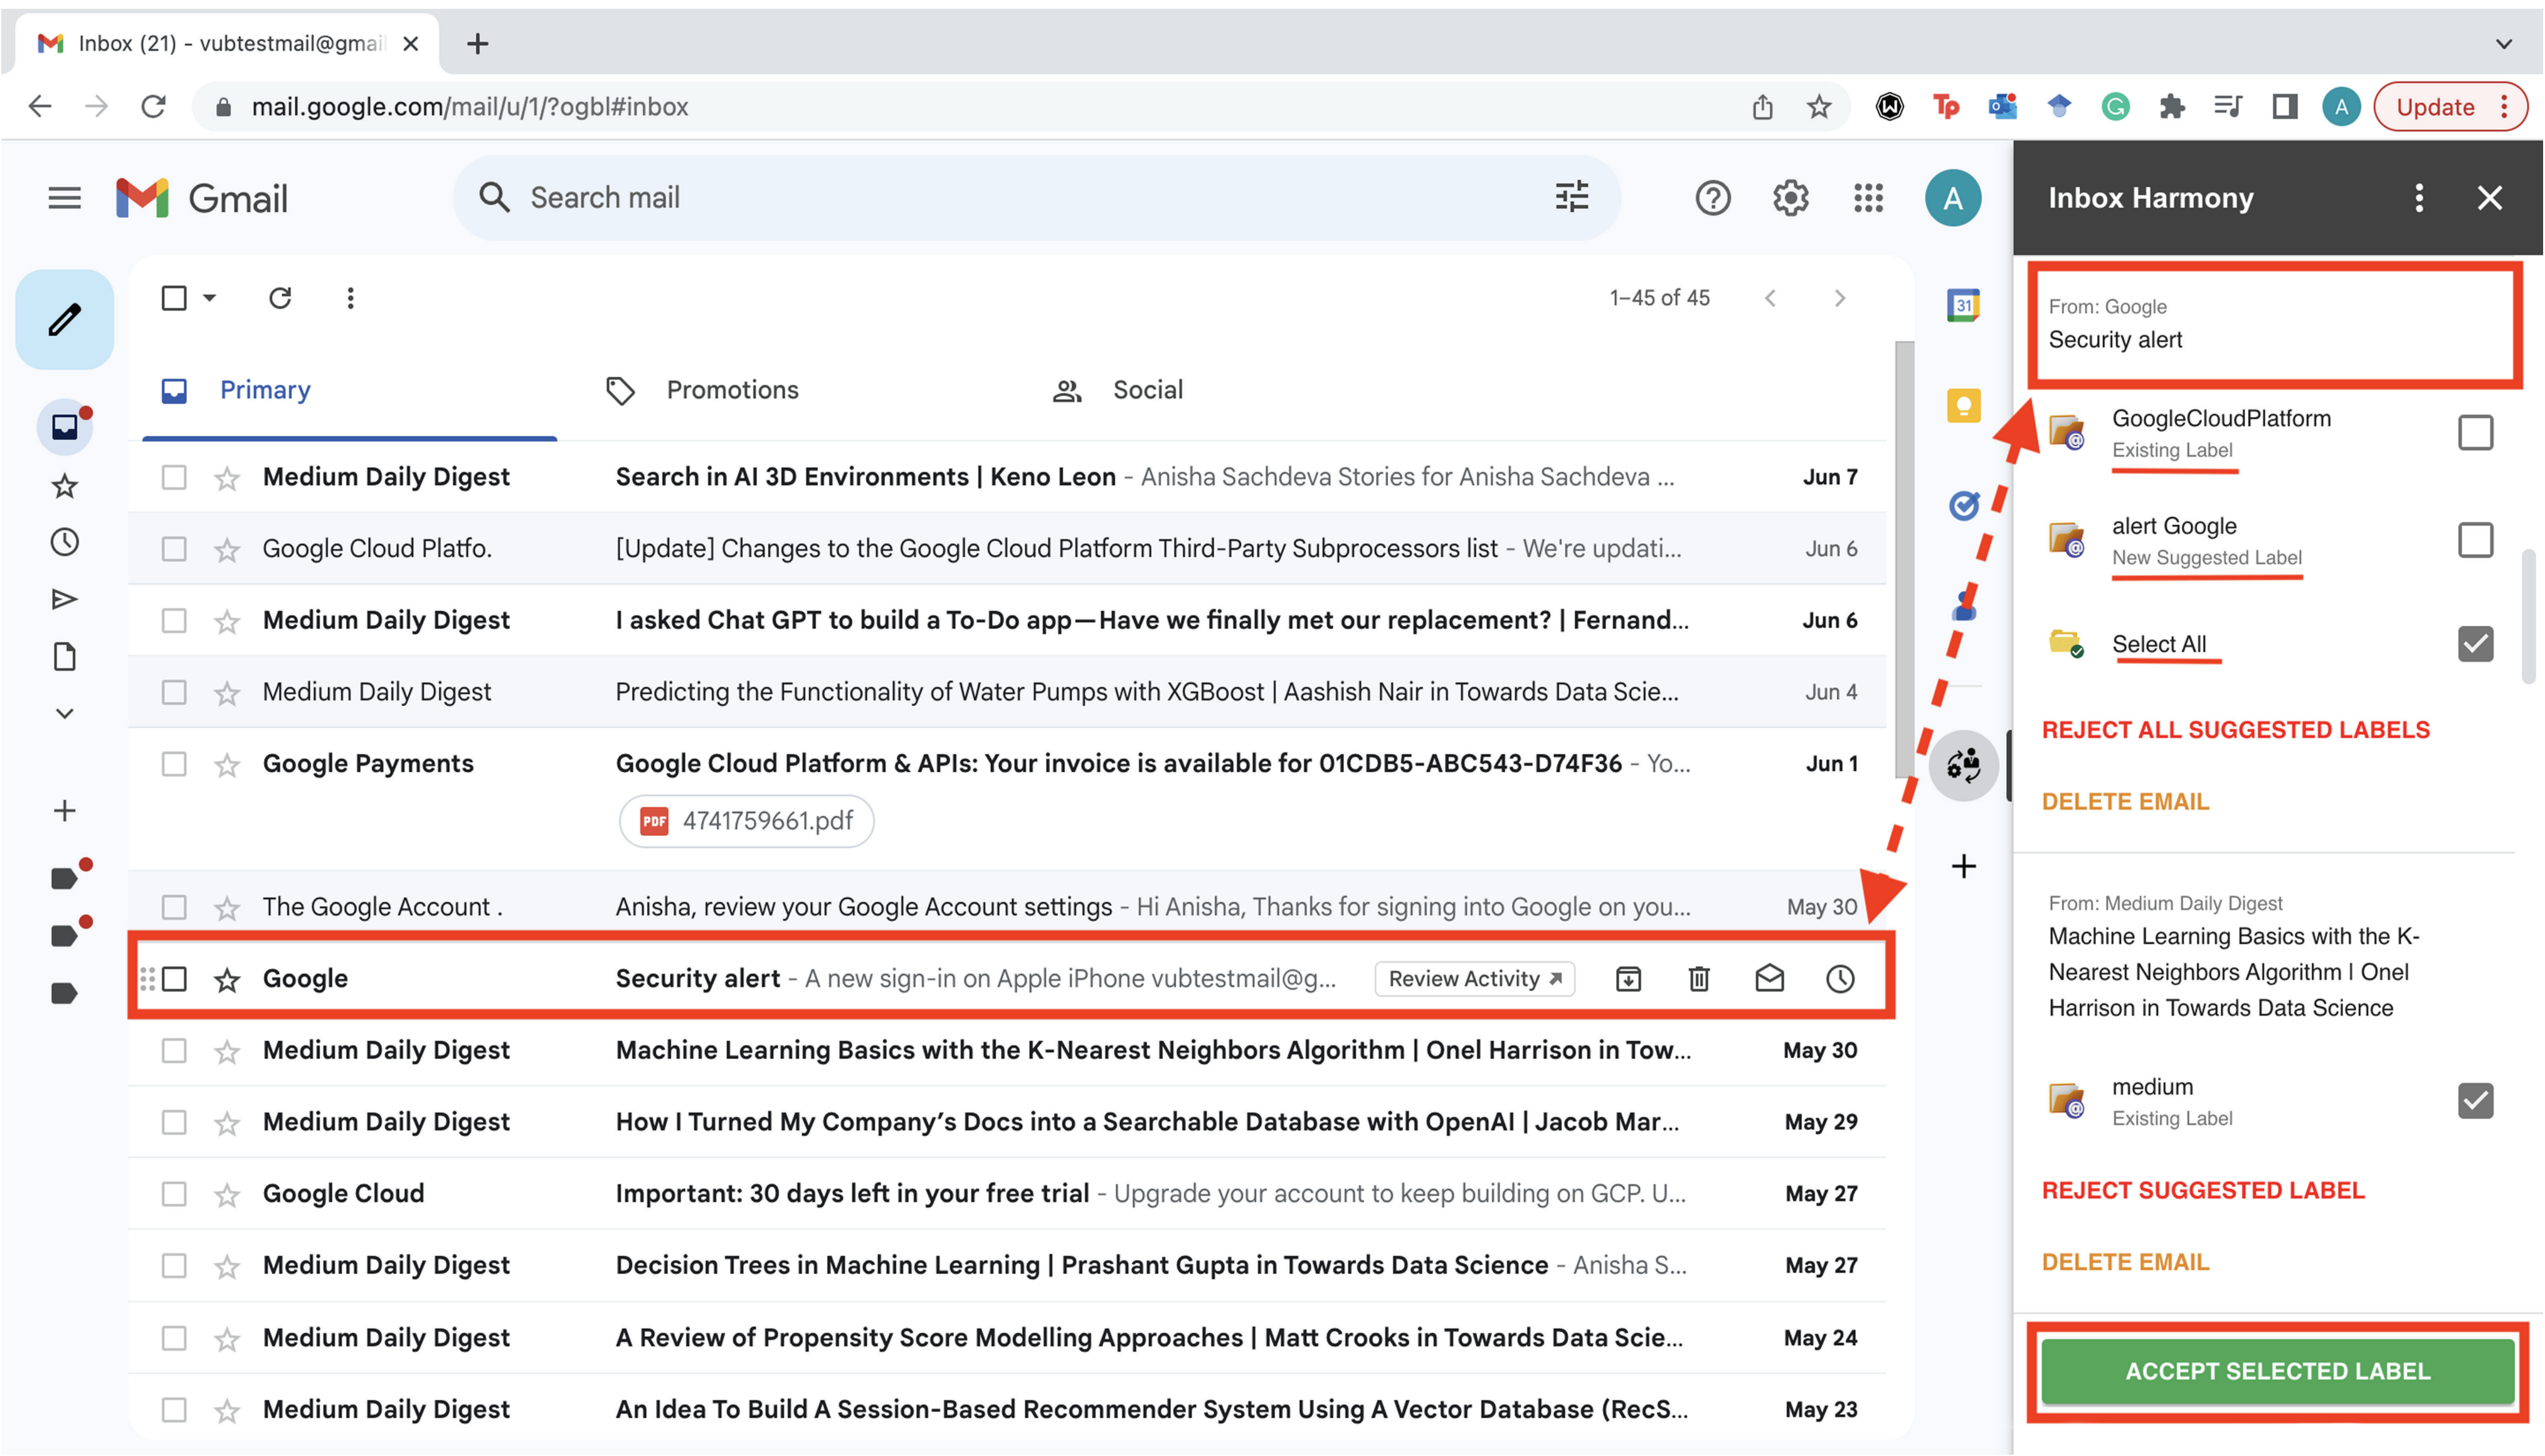 Inbox (21) - vubtestmail@gmai
mail.google.com/mail/u/1/?ogbl#inbox
Update
Gmail
Search mail
A
Inbox Harmony
1–45 of 45
Primary
Promotions
Social
Medium Daily Digest Search in AI 3D Environments | Keno Leon - Anisha Sachdeva Stories for Anisha Sachdeva ... Jun 7
Google Cloud Platfo. [Update] Changes to the Google Cloud Platform Third-Party Subprocessors list - We're updati... Jun 6
Medium Daily Digest I asked Chat GPT to build a To-Do app—Have we finally met our replacement? | Fernand... Jun 6
Medium Daily Digest Predicting the Functionality of Water Pumps with XGBoost | Aashish Nair in Towards Data Scie... Jun 4
Google Payments Google Cloud Platform & APIs: Your invoice is available for 01CDB5-ABC543-D74F36 - Yo... Jun 1
PDF 4741759661.pdf
The Google Account . Anisha, review your Google Account settings - Hi Anisha, Thanks for signing into Google on you... May 30
Google Security alert - A new sign-in on Apple iPhone vubtestmail@g... Review Activity
Medium Daily Digest Machine Learning Basics with the K-Nearest Neighbors Algorithm | Onel Harrison in Tow... May 30
Medium Daily Digest How I Turned My Company's Docs into a Searchable Database with OpenAI | Jacob Mar... May 29
Google Cloud Important: 30 days left in your free trial - Upgrade your account to keep building on GCP. U... May 27
Medium Daily Digest Decision Trees in Machine Learning | Prashant Gupta in Towards Data Science - Anisha S... May 27
Medium Daily Digest A Review of Propensity Score Modelling Approaches | Matt Crooks in Towards Data Scie... May 24
Medium Daily Digest An Idea To Build A Session-Based Recommender System Using A Vector Database (RecS... May 23
31
From: Google
Security alert
GoogleCloudPlatform
Existing Label
alert Google
New Suggested Label
Select All
REJECT ALL SUGGESTED LABELS
DELETE EMAIL
From: Medium Daily Digest
Machine Learning Basics with the K-
Nearest Neighbors Algorithm | Onel
Harrison in Towards Data Science
medium
Existing Label
REJECT SUGGESTED LABEL
DELETE EMAIL
ACCEPT SELECTED LABEL